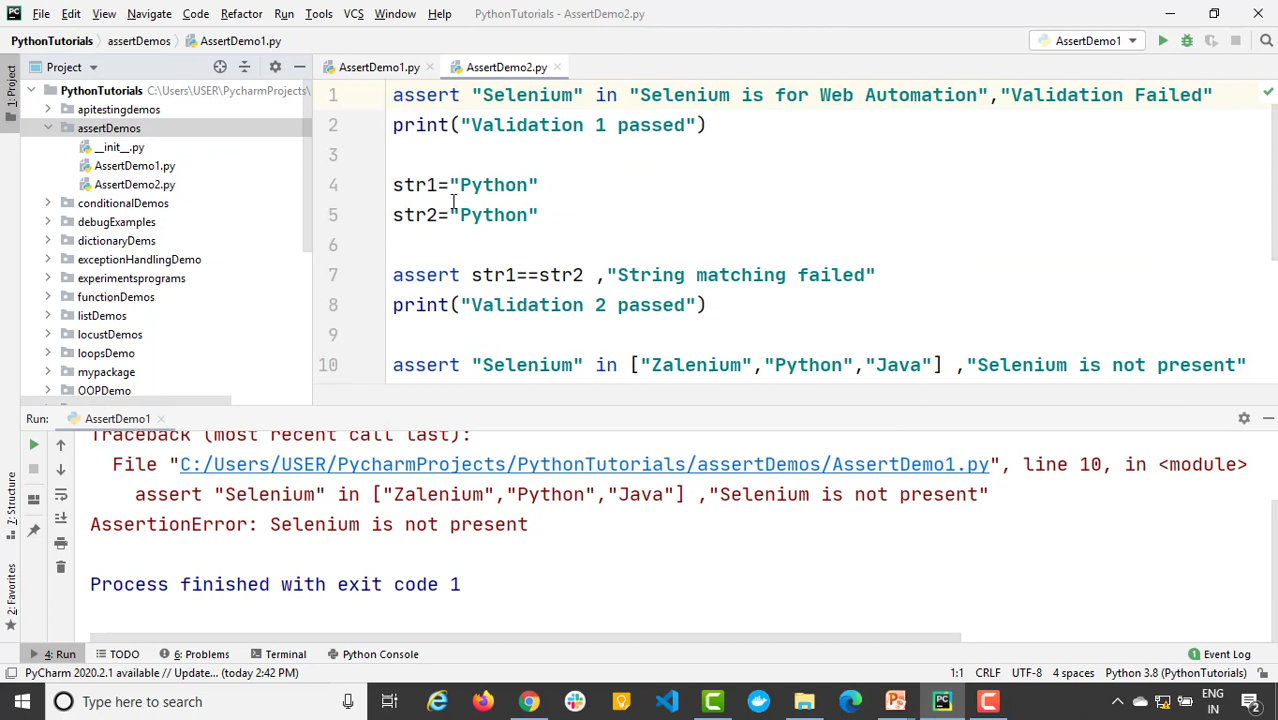 File Edit View Navigate Code Refactor Run Tools VCS Window Help PythonTutorials - AssertDemo2.py
PythonTutorials assertDemos AssertDemo1.py AssertDemo1
Project
AssertDemo1.py AssertDemo2.py
1: Project
PythonTutorials C:\Users\USER\PycharmProjects\
apitestingdemos
assertDemos
__init__.py
AssertDemo1.py
AssertDemo2.py
conditionalDemos
debugExamples
dictionaryDems
exceptionHandlingDemo
experimentsprograms
functionDemos
listDemos
locustDemos
loopsDemo
mypackage
OOPDemo
1 assert "Selenium" in "Selenium is for Web Automation","Validation Failed"
2 print("Validation 1 passed")
3
4 str1="Python"
5 str2="Python"
6
7 assert str1==str2 ,"String matching failed"
8 print("Validation 2 passed")
9
10 assert "Selenium" in ["Zalenium","Python","Java"] ,"Selenium is not present"
Run: AssertDemo1
Traceback (most recent call last):
File "C:/Users/USER/PycharmProjects/PythonTutorials/assertDemos/AssertDemo1.py", line 10, in <module>
assert "Selenium" in ["Zalenium","Python","Java"] ,"Selenium is not present"
AssertionError: Selenium is not present
Process finished with exit code 1
7: Structure
2: Favorites
4: Run TODO 6: Problems Terminal Python Console 1 Event Log
PyCharm 2020.2.1 available // Update... (today 2:42 PM) 1:1 CRLF UTF-8 4 spaces Python 3.8 (PythonTutorials)
Type here to search
ENG
IN
2